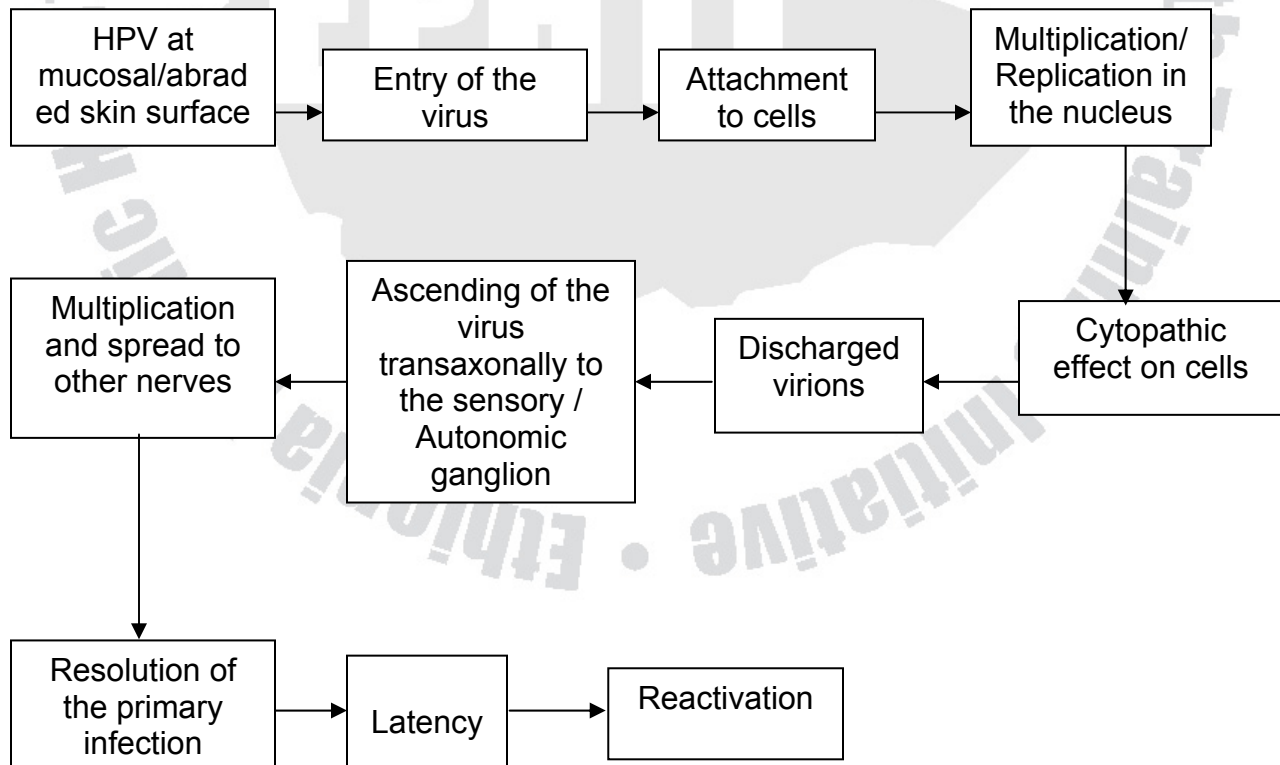 HPV at
mucosal/abrad
ed skin surface
Entry of the
virus
Attachment
to cells
Multiplication/
Replication in
the nucleus
Cytopathic
effect on cells
Discharged
virions
Ascending of the
virus
transaxonally to
the sensory /
Autonomic
ganglion
Multiplication
and spread to
other nerves
Resolution of
the primary
infection
Latency
Reactivation
Ethiopia • Initiative